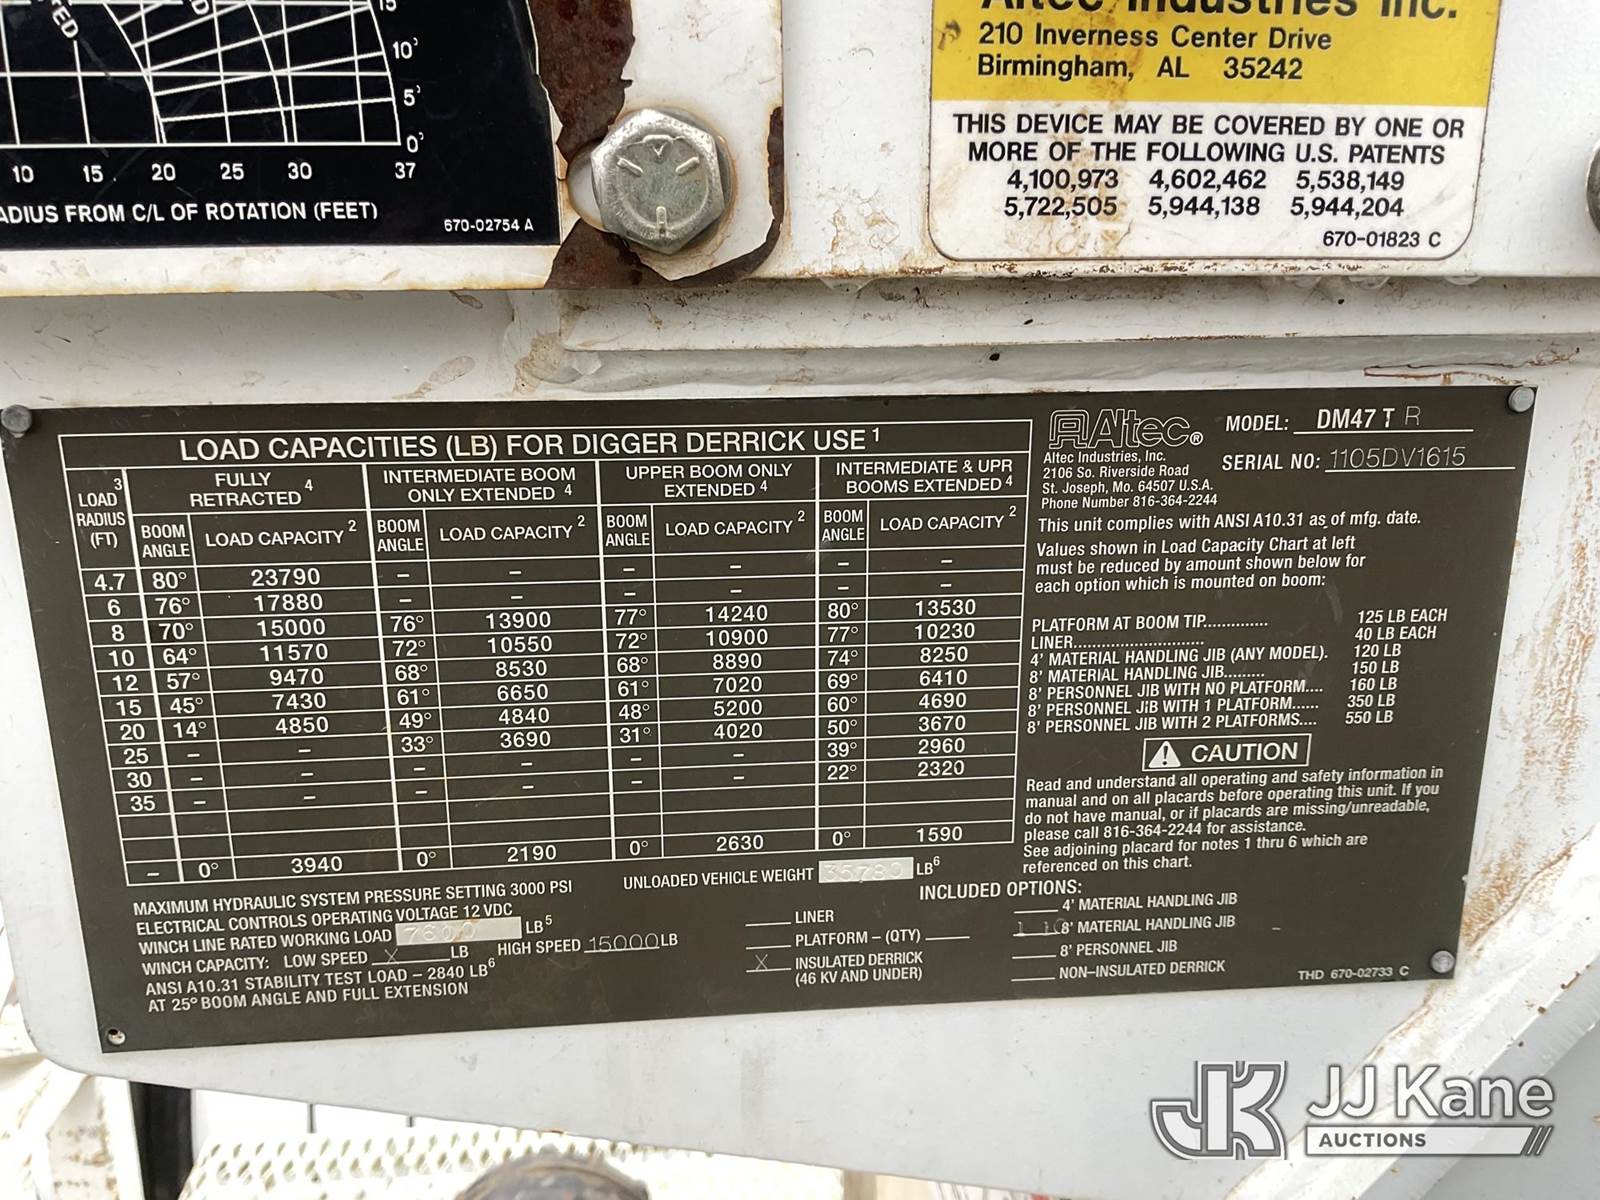 15
10'
5'
0'
10 15 20 25 30 37
RADIUS FROM C/L OF ROTATION (FEET)
670-02754 A
Altec Industries Inc.
210 Inverness Center Drive
Birmingham, AL 35242
THIS DEVICE MAY BE COVERED BY ONE OR
MORE OF THE FOLLOWING U.S. PATENTS
4,100,973 4,602,462 5,538,149
5,722,505 5,944,138 5,944,204
670-01823 C
LOAD CAPACITIES (LB) FOR DIGGER DERRICK USE 1
3 LOAD RADIUS (FT)
FULLY RETRACTED 4
INTERMEDIATE BOOM ONLY EXTENDED 4
UPPER BOOM ONLY EXTENDED 4
INTERMEDIATE & UPR BOOMS EXTENDED 4
BOOM ANGLE LOAD CAPACITY 2 BOOM ANGLE LOAD CAPACITY 2 BOOM ANGLE LOAD CAPACITY 2 BOOM ANGLE LOAD CAPACITY 2
4.7 80° 23790 – – – – – –
6 76° 17880 – – – – – –
8 70° 15000 76° 13900 77° 14240 80° 13530
10 64° 11570 72° 10550 72° 10900 77° 10230
12 57° 9470 68° 8530 68° 8890 74° 8250
15 45° 7430 61° 6650 61° 7020 69° 6410
20 14° 4850 49° 4840 48° 5200 60° 4690
25 – – 33° 3690 31° 4020 50° 3670
30 – – – – – – 39° 2960
35 – – – – – – 22° 2320
– 0° 3940 0° 2190 0° 2630 0° 1590
MAXIMUM HYDRAULIC SYSTEM PRESSURE SETTING 3000 PSI
ELECTRICAL CONTROLS OPERATING VOLTAGE 12 VDC
WINCH LINE RATED WORKING LOAD 7600 LB 5
WINCH CAPACITY: LOW SPEED X LB HIGH SPEED 15000 LB
ANSI A10.31 STABILITY TEST LOAD – 2840 LB 6
AT 25° BOOM ANGLE AND FULL EXTENSION
UNLOADED VEHICLE WEIGHT 35780 LB 6
INCLUDED OPTIONS:
LINER
PLATFORM – (QTY)
X INSULATED DERRICK
(46 KV AND UNDER)
4' MATERIAL HANDLING JIB
8' MATERIAL HANDLING JIB
8' PERSONNEL JIB
NON–INSULATED DERRICK
THD 670-02733 C
Altec®
Altec Industries, Inc.
2106 So. Riverside Road
St. Joseph, Mo. 64507 U.S.A.
Phone Number 816-364-2244
MODEL: DM47 T R
SERIAL NO: 1105DV1615
This unit complies with ANSI A10.31 as of mfg. date.
Values shown in Load Capacity Chart at left
must be reduced by amount shown below for
each option which is mounted on boom:
PLATFORM AT BOOM TIP.............. 125 LB EACH
LINER............................ 40 LB EACH
4' MATERIAL HANDLING JIB (ANY MODEL). 120 LB
8' MATERIAL HANDLING JIB......... 150 LB
8' PERSONNEL JIB WITH NO PLATFORM.... 160 LB
8' PERSONNEL JIB WITH 1 PLATFORM...... 350 LB
8' PERSONNEL JIB WITH 2 PLATFORMS.... 550 LB
CAUTION
Read and understand all operating and safety information in
manual and on all placards before operating this unit. If you
do not have manual, or if placards are missing/unreadable,
please call 816-364-2244 for assistance.
See adjoining placard for notes 1 thru 6 which are
referenced on this chart.
JK JJ Kane
AUCTIONS